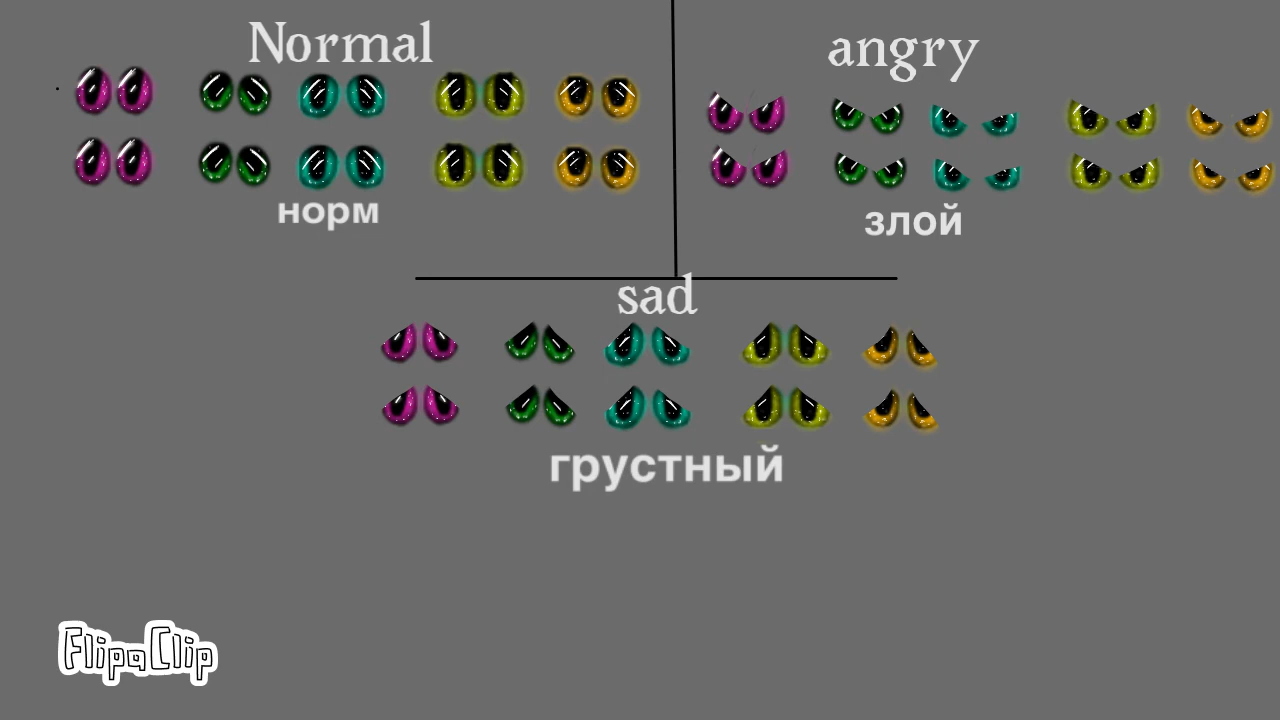 Normal
angry
норм
злой
sad
грустный
FlipaClip